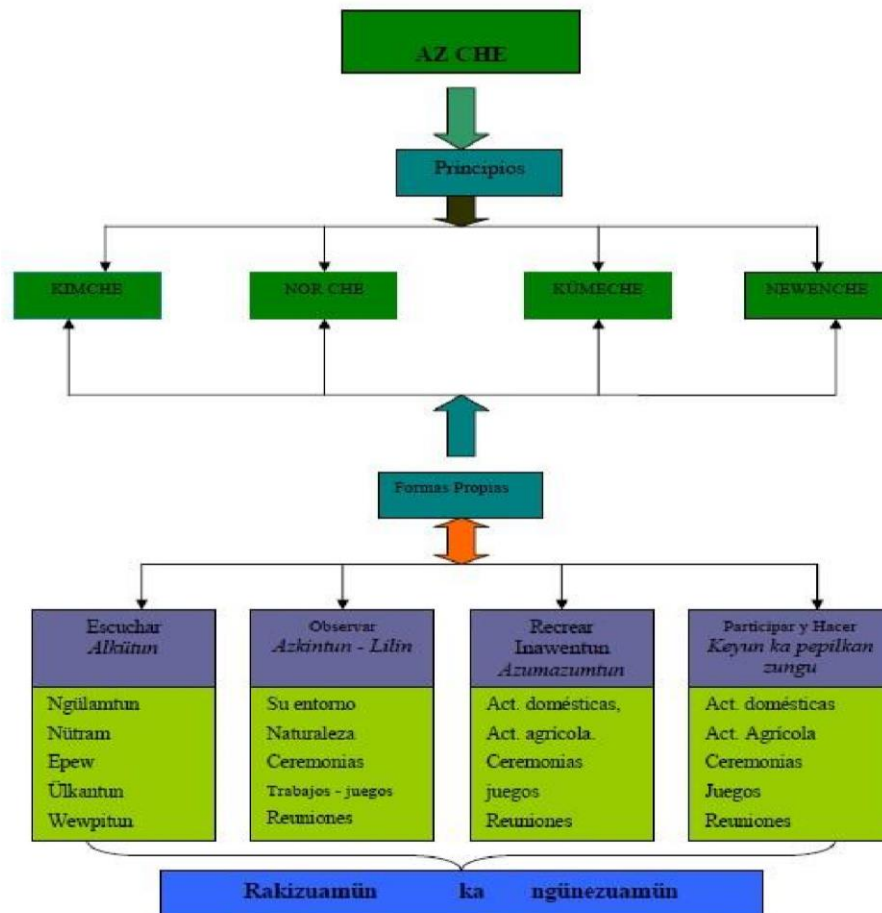 AZ CHE
Principios
KIMCHE
NOR CHE
KÜMECHE
NEWENCHE
Formas Propias
Escuchar
Alkütun
Ngülamtun
Nütram
Epew
Ülkantun
Wewpitun
Observar
Azkintun - Lilin
Su entorno
Naturaleza
Ceremonias
Trabajos - juegos
Reuniones
Recrear
Inawentun
Azumazumtun
Act. domésticas,
Act. agrícola.
Ceremonias
juegos
Reuniones
Participar y Hacer
Keyun ka pepilkan
zungu
Act. domésticas
Act. Agrícola
Ceremonias
Juegos
Reuniones
Rakizuamün ka ngünezuamün